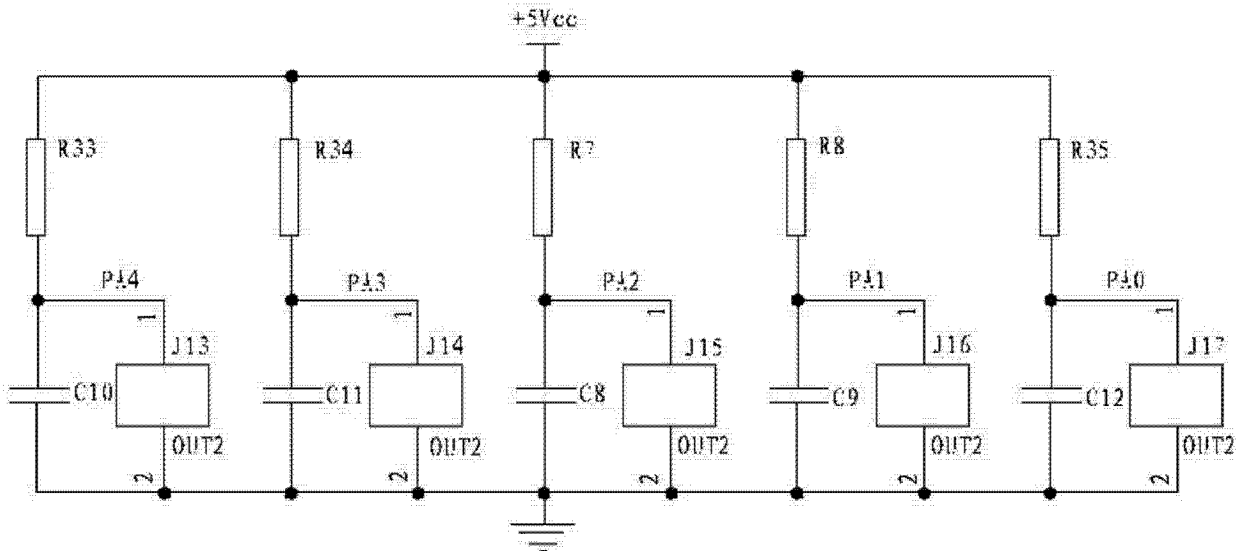 +5Vcc
R33
R34
R7
R8
R35
PA4
PA3
PA2
PA1
PA0
1
1
1
1
1
J13
J14
J15
J16
J17
C10
C11
C8
C9
C12
OUT2
OUT2
OUT2
OUT2
OUT2
2
2
2
2
2